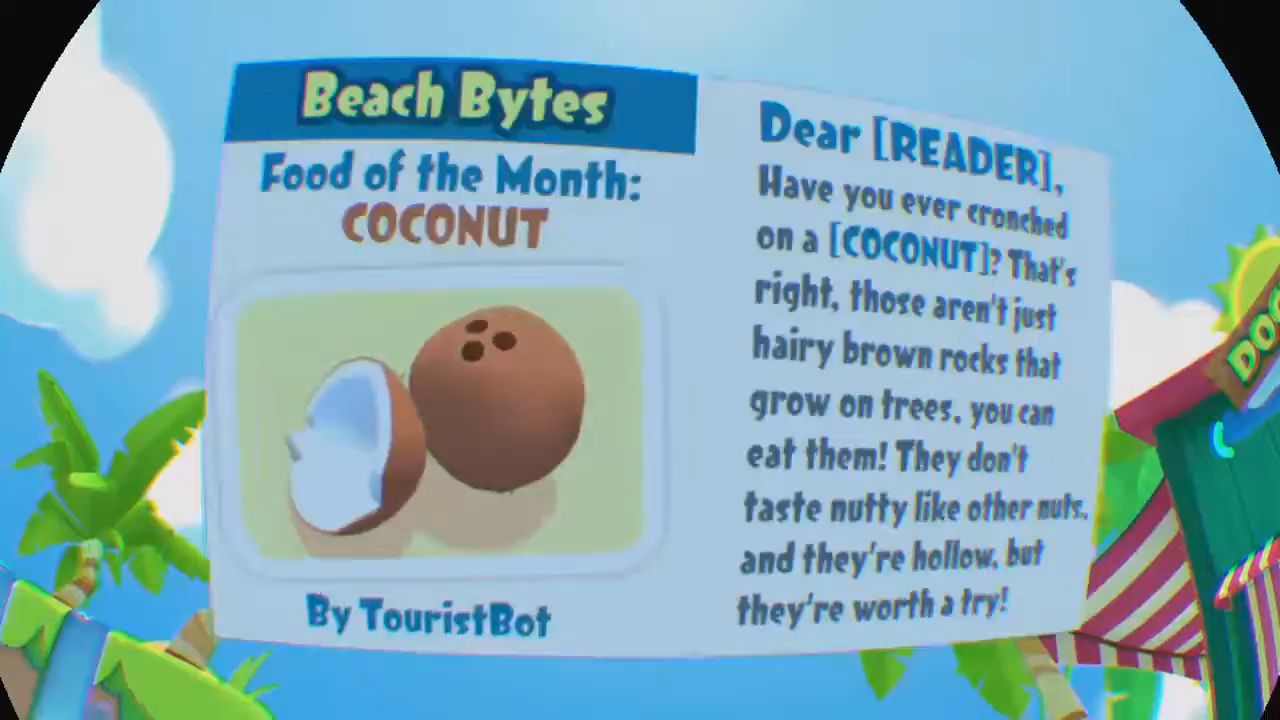 Beach Bytes
Food of the Month:
COCONUT
By TouristBot
Dear [READER],
Have you ever cronched
on a [COCONUT]? That's
right, those aren't just
hairy brown rocks that
grow on trees, you can
eat them! They don't
taste nutty like other nuts,
and they're hollow, but
they're worth a try!